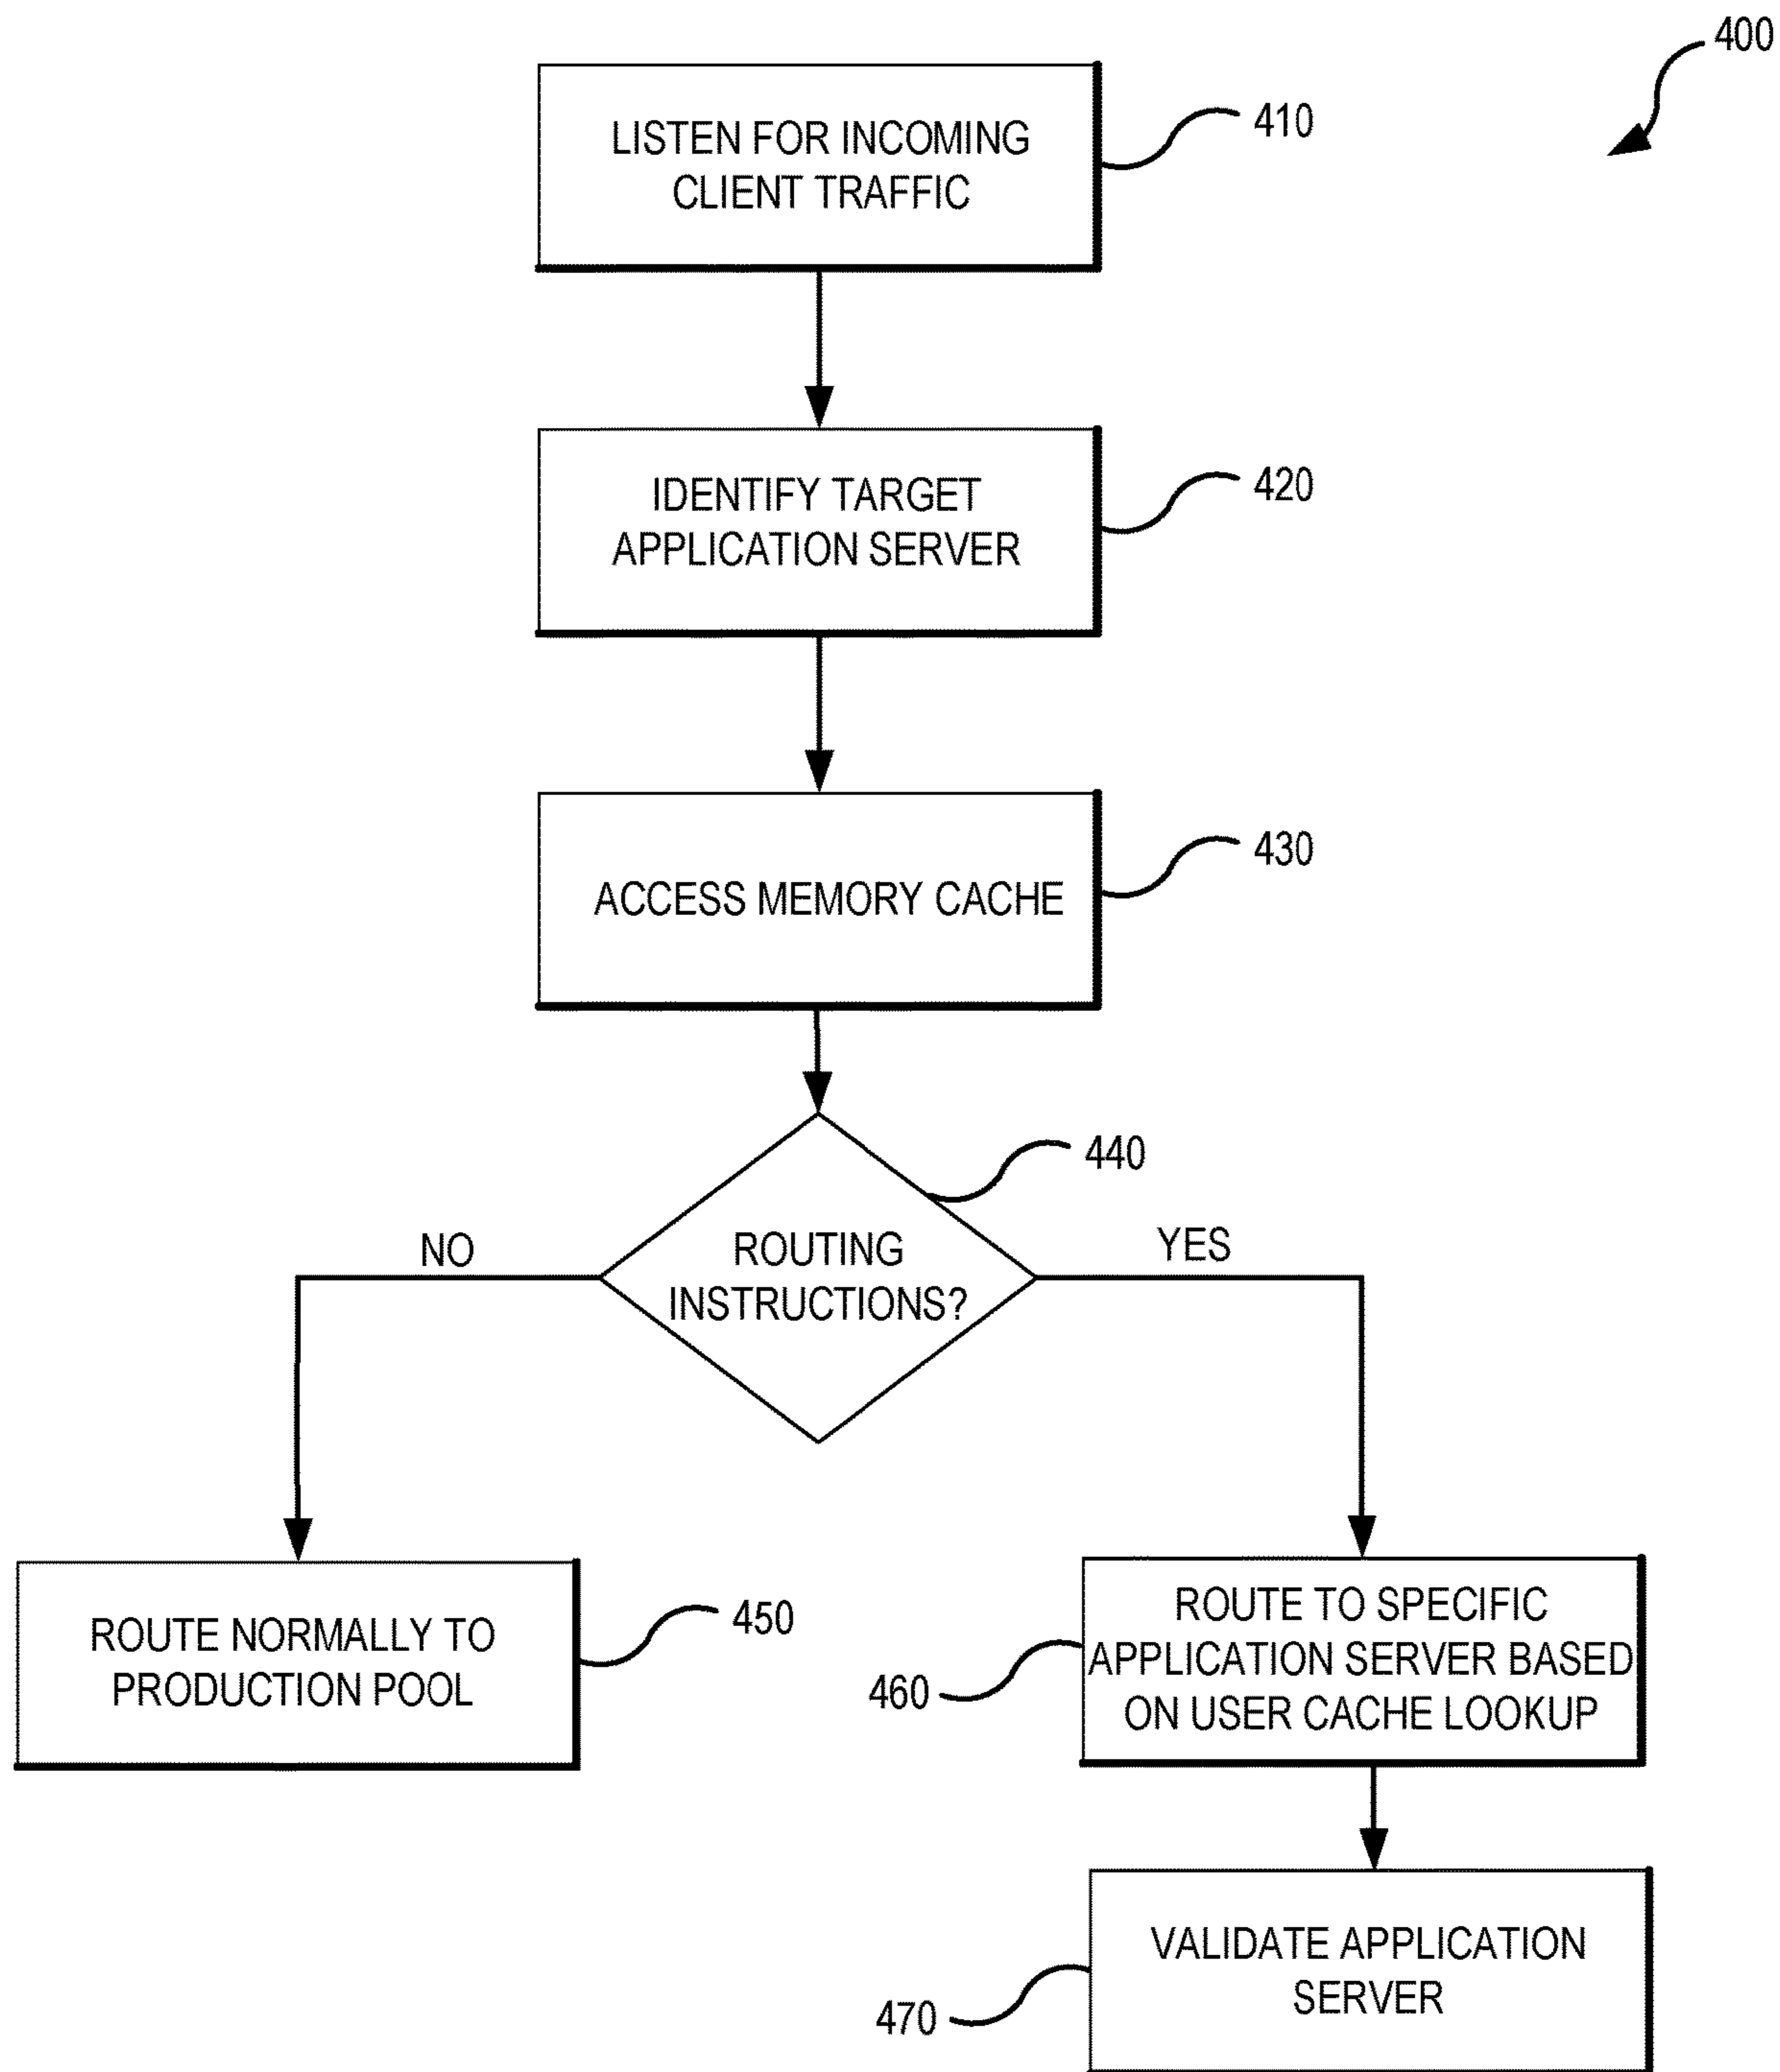 400
LISTEN FOR INCOMING
CLIENT TRAFFIC
410
IDENTIFY TARGET
APPLICATION SERVER
420
ACCESS MEMORY CACHE
430
ROUTING
INSTRUCTIONS?
440
NO
YES
ROUTE NORMALLY TO
PRODUCTION POOL
450
ROUTE TO SPECIFIC
APPLICATION SERVER BASED
ON USER CACHE LOOKUP
460
VALIDATE APPLICATION
SERVER
470